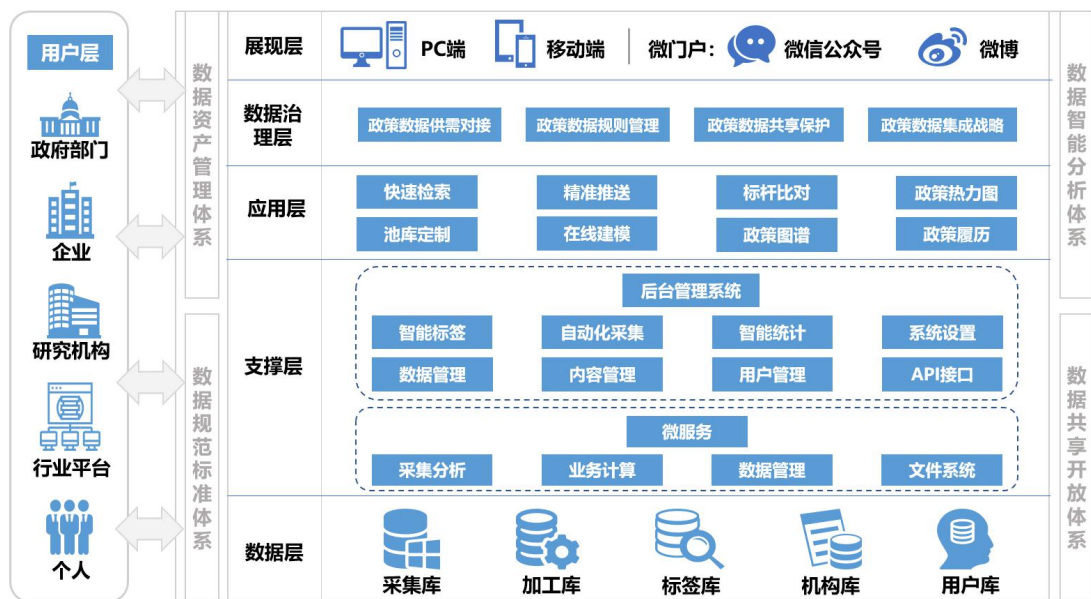 用户层
政府部门
企业
研究机构
行业平台
个人
数据资产管理体系
数据规范标准体系
展现层
PC端
移动端
微门户：
微信公众号
微博
数据治理层
政策数据供需对接
政策数据规则管理
政策数据共享保护
政策数据集成战略
应用层
快速检索
精准推送
标杆比对
政策热力图
池库定制
在线建模
政策图谱
政策履历
支撑层
后台管理系统
智能标签
自动化采集
智能统计
系统设置
数据管理
内容管理
用户管理
API接口
微服务
采集分析
业务计算
数据管理
文件系统
数据层
采集库
加工库
标签库
机构库
用户库
数据智能分析体系
数据共享开放体系